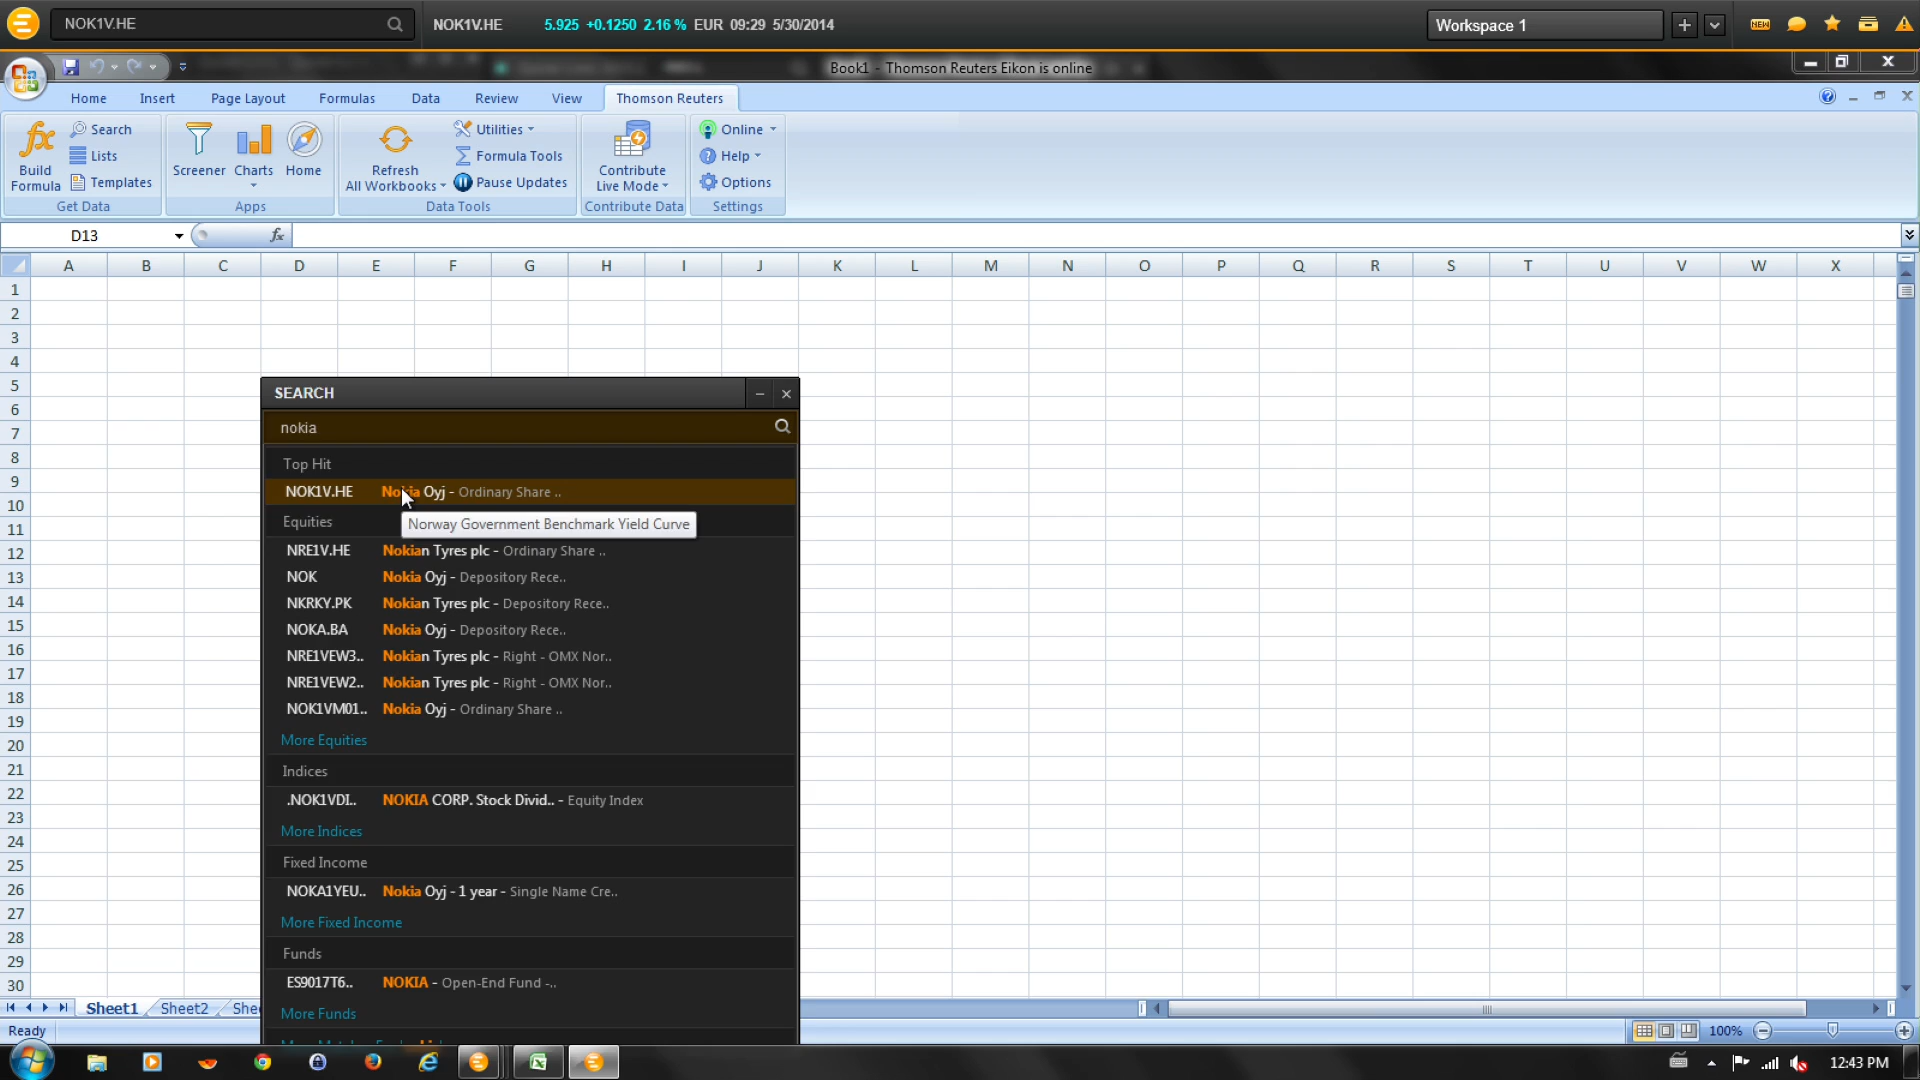 NOK1V.HE
NOK1V.HE 5.925 +0.1250 2.16 % EUR 09:29 5/30/2014
Workspace 1
NEW
Book1 - Thomson Reuters Eikon is online
Home Insert Page Layout Formulas Data Review View Thomson Reuters
Build Formula
Search
Lists
Templates
Get Data
Screener Charts Home
Apps
Refresh All Workbooks
Utilities
Formula Tools
Pause Updates
Data Tools
Contribute Live Mode
Contribute Data
Online
Help
Options
Settings
D13 fx
A B C D E F G H I J K L M N O P Q R S T U V W X
1
2
3
4
5
6
7
8
9
10
11
12
13
14
15
16
17
18
19
20
21
22
23
24
25
26
27
28
29
30
SEARCH
nokia
Top Hit
NOK1V.HE Nokia Oyj - Ordinary Share ..
Equities
Norway Government Benchmark Yield Curve
NRE1V.HE Nokian Tyres plc - Ordinary Share ..
NOK Nokia Oyj - Depository Rece..
NKRKY.PK Nokian Tyres plc - Depository Rece..
NOKA.BA Nokia Oyj - Depository Rece..
NRE1VEW3.. Nokian Tyres plc - Right - OMX Nor..
NRE1VEW2.. Nokian Tyres plc - Right - OMX Nor..
NOK1VM01.. Nokia Oyj - Ordinary Share ..
More Equities
Indices
.NOK1VDI.. NOKIA CORP. Stock Divid.. - Equity Index
More Indices
Fixed Income
NOKA1YEU.. Nokia Oyj - 1 year - Single Name Cre..
More Fixed Income
Funds
ES9017T6.. NOKIA - Open-End Fund -..
More Funds
Sheet1 Sheet2 Shee
Ready
100%
12:43 PM